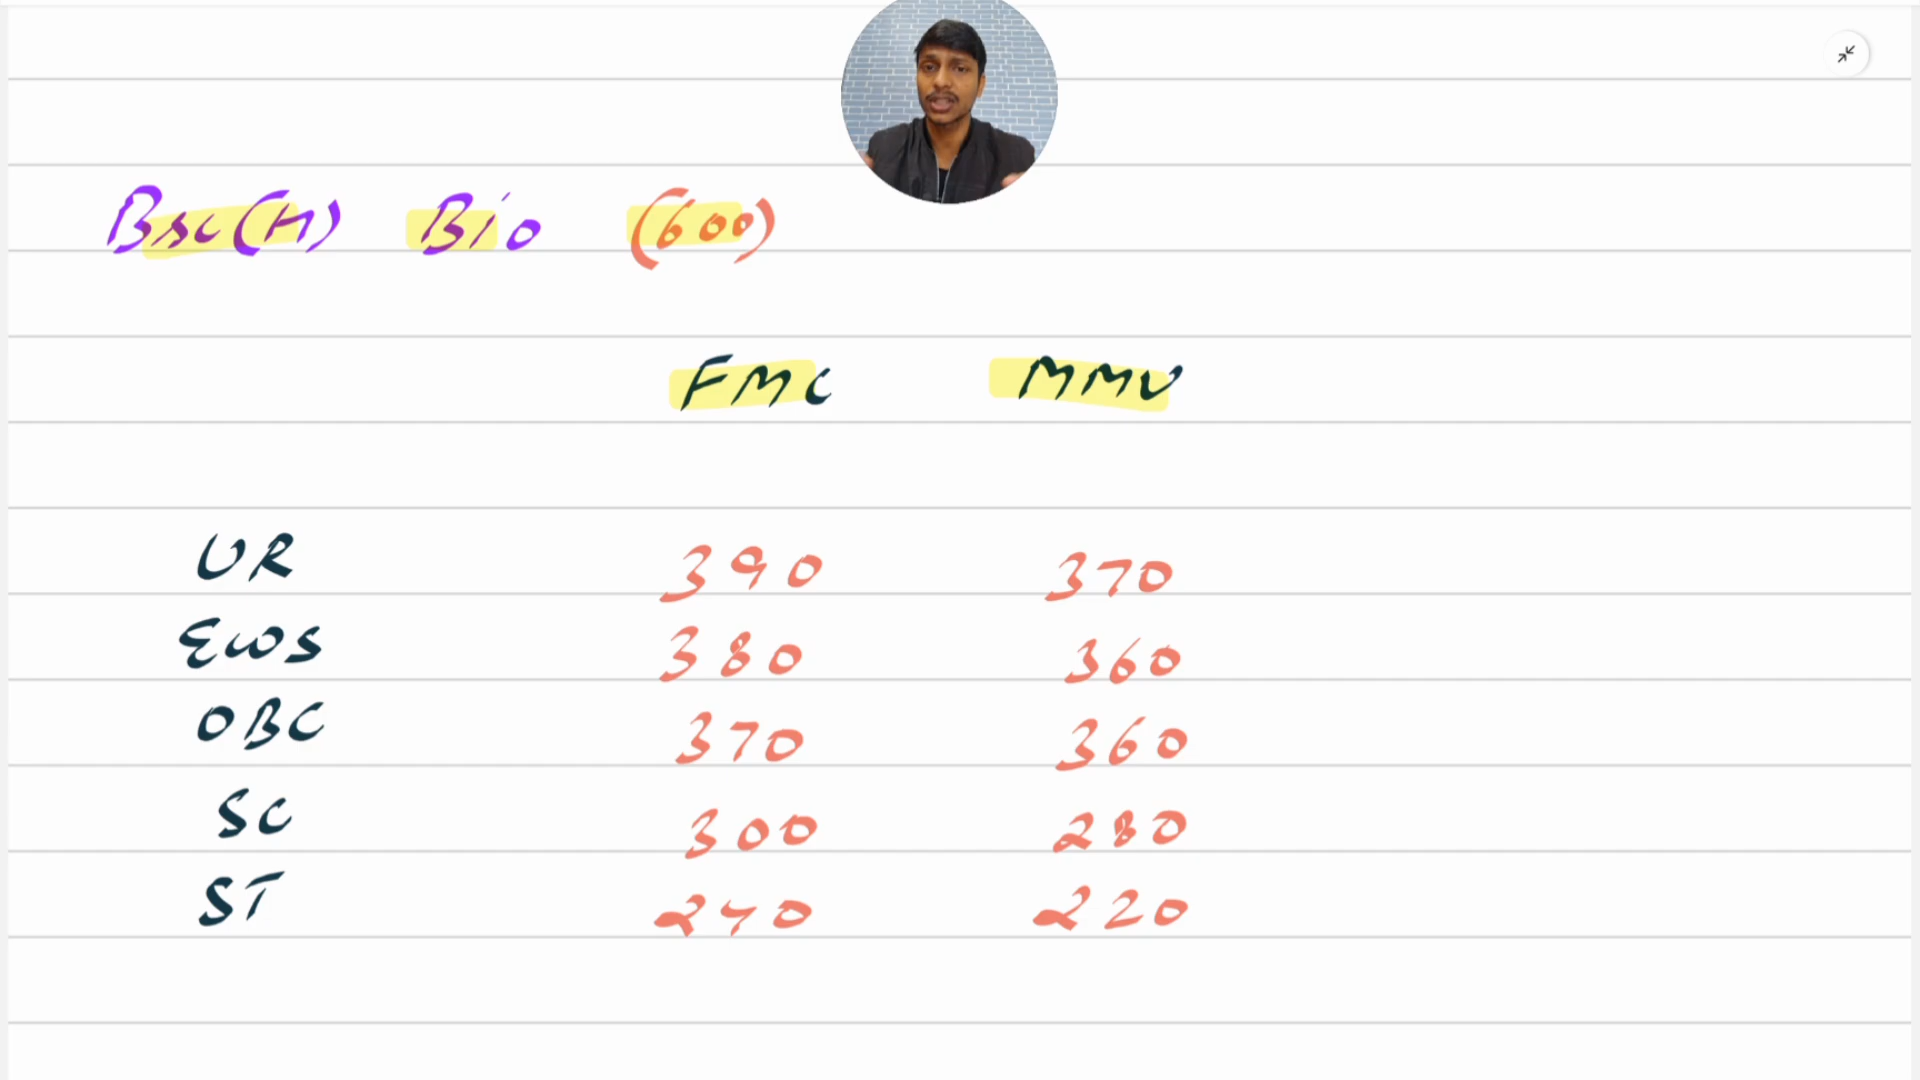 BSc(H) Bio (600)
FMC MMV
UR 390 370
EWS 380 360
OBC 370 360
SC 300 280
ST 240 220